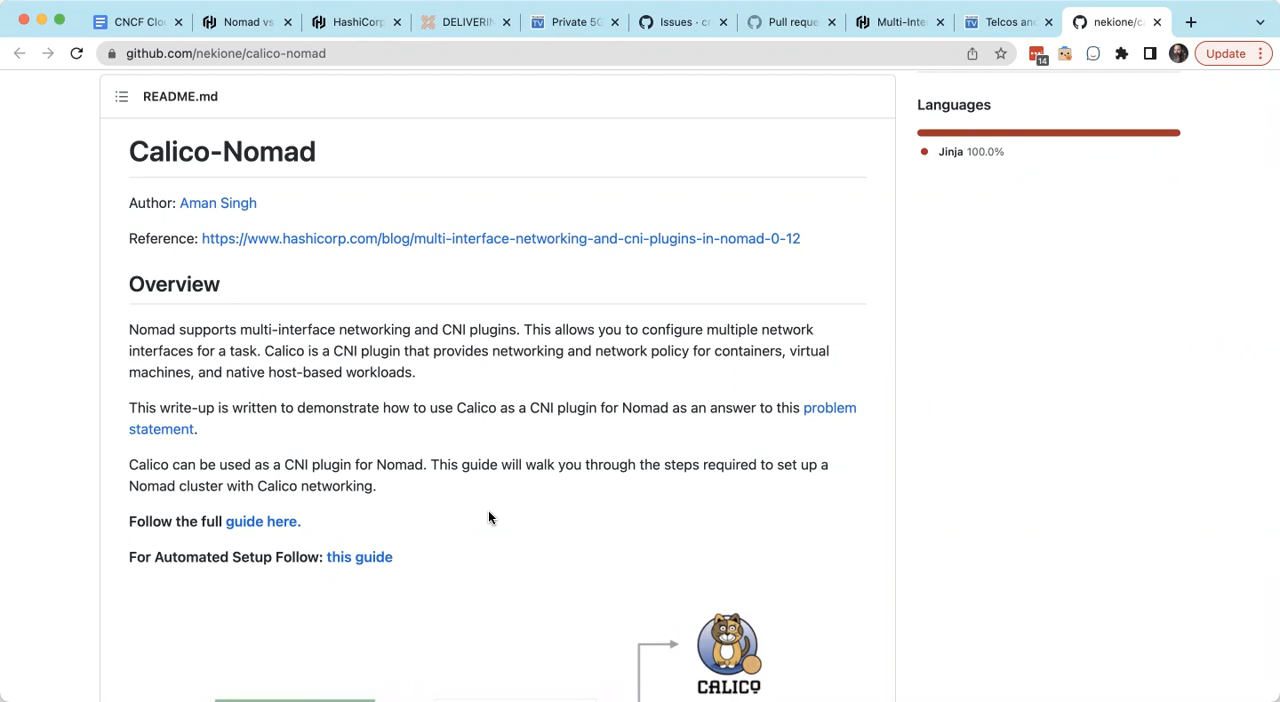 CNCF Clou
Nomad vs
HashiCorp
DELIVERIN
Private 5G
Issues · cn
Pull reque
Multi-Inte
Telcos and
nekione/ca
github.com/nekione/calico-nomad
14
Update
README.md
Calico-Nomad
Author: Aman Singh
Reference: https://www.hashicorp.com/blog/multi-interface-networking-and-cni-plugins-in-nomad-0-12
Overview
Nomad supports multi-interface networking and CNI plugins. This allows you to configure multiple network
interfaces for a task. Calico is a CNI plugin that provides networking and network policy for containers, virtual
machines, and native host-based workloads.
This write-up is written to demonstrate how to use Calico as a CNI plugin for Nomad as an answer to this problem
statement.
Calico can be used as a CNI plugin for Nomad. This guide will walk you through the steps required to set up a
Nomad cluster with Calico networking.
Follow the full guide here.
For Automated Setup Follow: this guide
CALICO
Languages
Jinja 100.0%